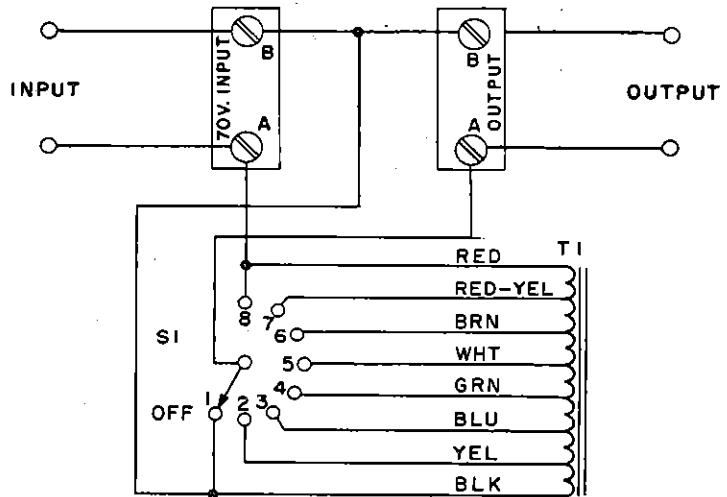 INPUT
70V. INPUT
B
A
OUTPUT
B
A
OUTPUT
T1
RED
RED-YEL
BRN
WHT
GRN
BLU
YEL
BLK
S1
OFF
1
2
3
4
5
6
7
8